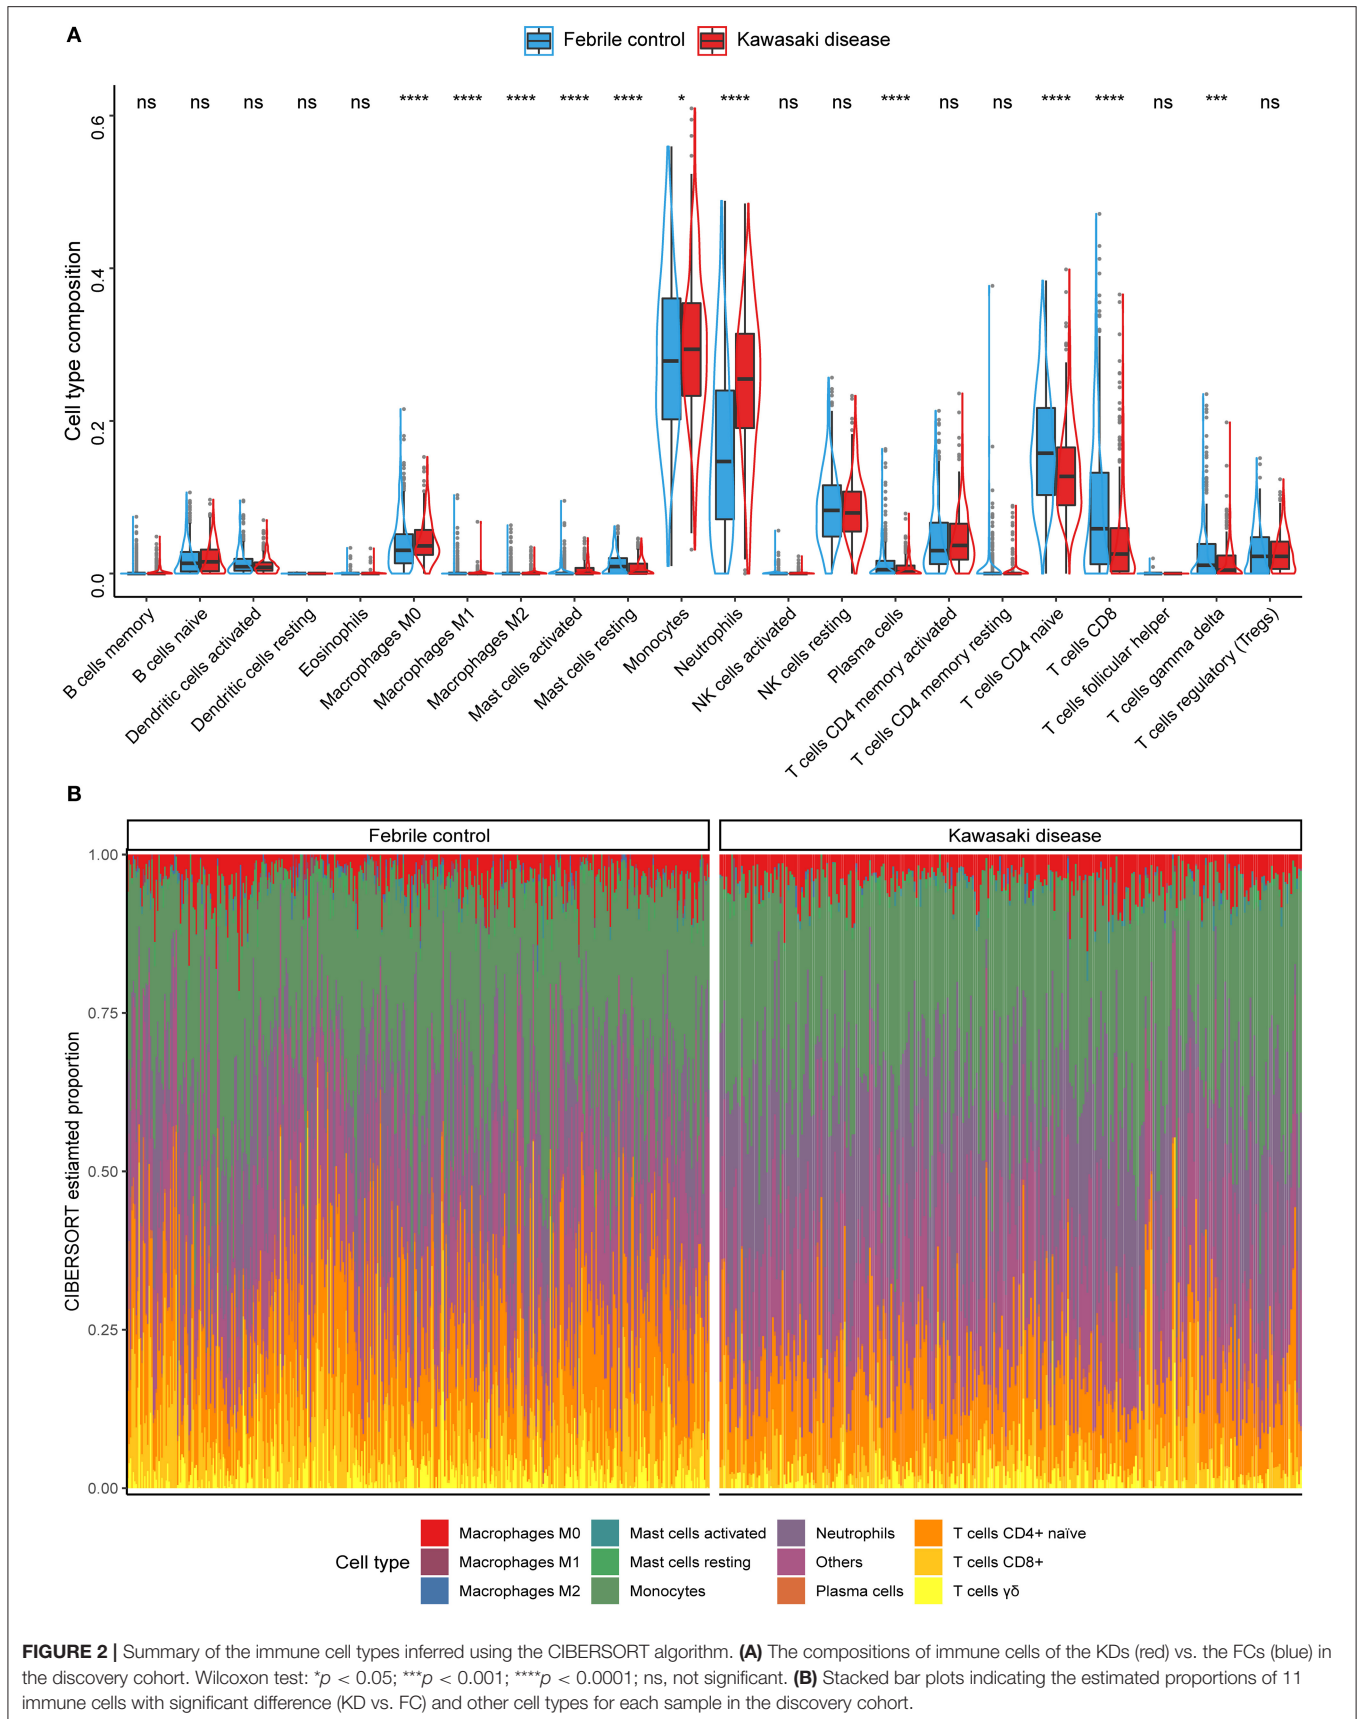 A
Febrile control
Kawasaki disease
ns ns ns ns ns **** **** **** **** **** * **** ns ns **** ns ns **** **** ns *** ns
Cell type composition
0.6
0.4
0.2
0.0
B cells memory
B cells naive
Dendritic cells activated
Dendritic cells resting
Eosinophils
Macrophages M0
Macrophages M1
Macrophages M2
Mast cells activated
Mast cells resting
Monocytes
Neutrophils
NK cells activated
NK cells resting
Plasma cells
T cells CD4 memory activated
T cells CD4 memory resting
T cells CD4 naive
T cells CD8
T cells follicular helper
T cells gamma delta
T cells regulatory (Tregs)
B
Febrile control
Kawasaki disease
CIBERSORT estiamted proportion
1.00
0.75
0.50
0.25
0.00
Cell type
Macrophages M0
Macrophages M1
Macrophages M2
Mast cells activated
Mast cells resting
Monocytes
Neutrophils
Others
Plasma cells
T cells CD4+ naïve
T cells CD8+
T cells γδ
FIGURE 2 | Summary of the immune cell types inferred using the CIBERSORT algorithm. (A) The compositions of immune cells of the KDs (red) vs. the FCs (blue) in
the discovery cohort. Wilcoxon test: *p < 0.05; ***p < 0.001; ****p < 0.0001; ns, not significant. (B) Stacked bar plots indicating the estimated proportions of 11
immune cells with significant difference (KD vs. FC) and other cell types for each sample in the discovery cohort.